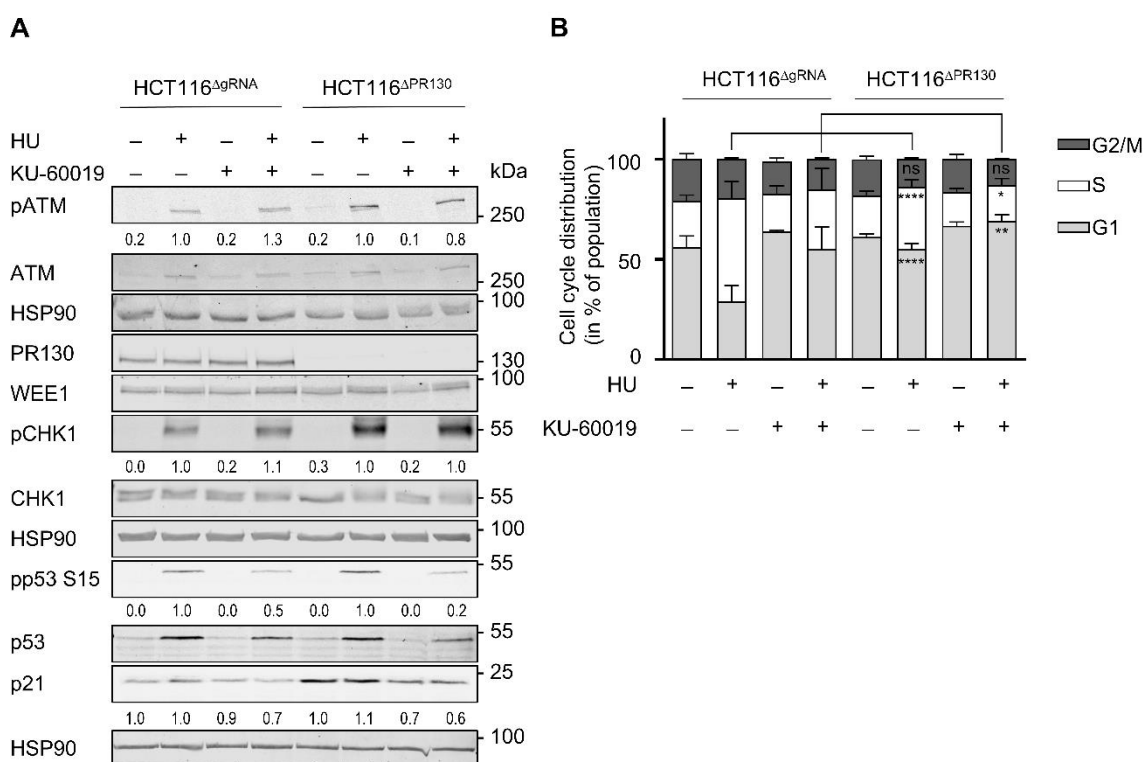 A
HCT116ΔgRNA HCT116ΔPR130
HU – + – + – + – +
KU-60019 – – + + – – + + kDa
pATM 250
0.2 1.0 0.2 1.3 0.2 1.0 0.1 0.8
ATM 250
HSP90 100
PR130 130
WEE1 100
pCHK1 55
0.0 1.0 0.2 1.1 0.3 1.0 0.2 1.0
CHK1 55
HSP90 100
pp53 S15 55
0.0 1.0 0.0 0.5 0.0 1.0 0.0 0.2
p53 55
p21 25
1.0 1.0 0.9 0.7 1.0 1.1 0.7 0.6
HSP90 100
B
HCT116ΔgRNA HCT116ΔPR130
Cell cycle distribution
(in % of population)
100
50
0
ns ns
**** *
**** **
G2/M
S
G1
HU – + – + – + – +
KU-60019 – – + + – – + +